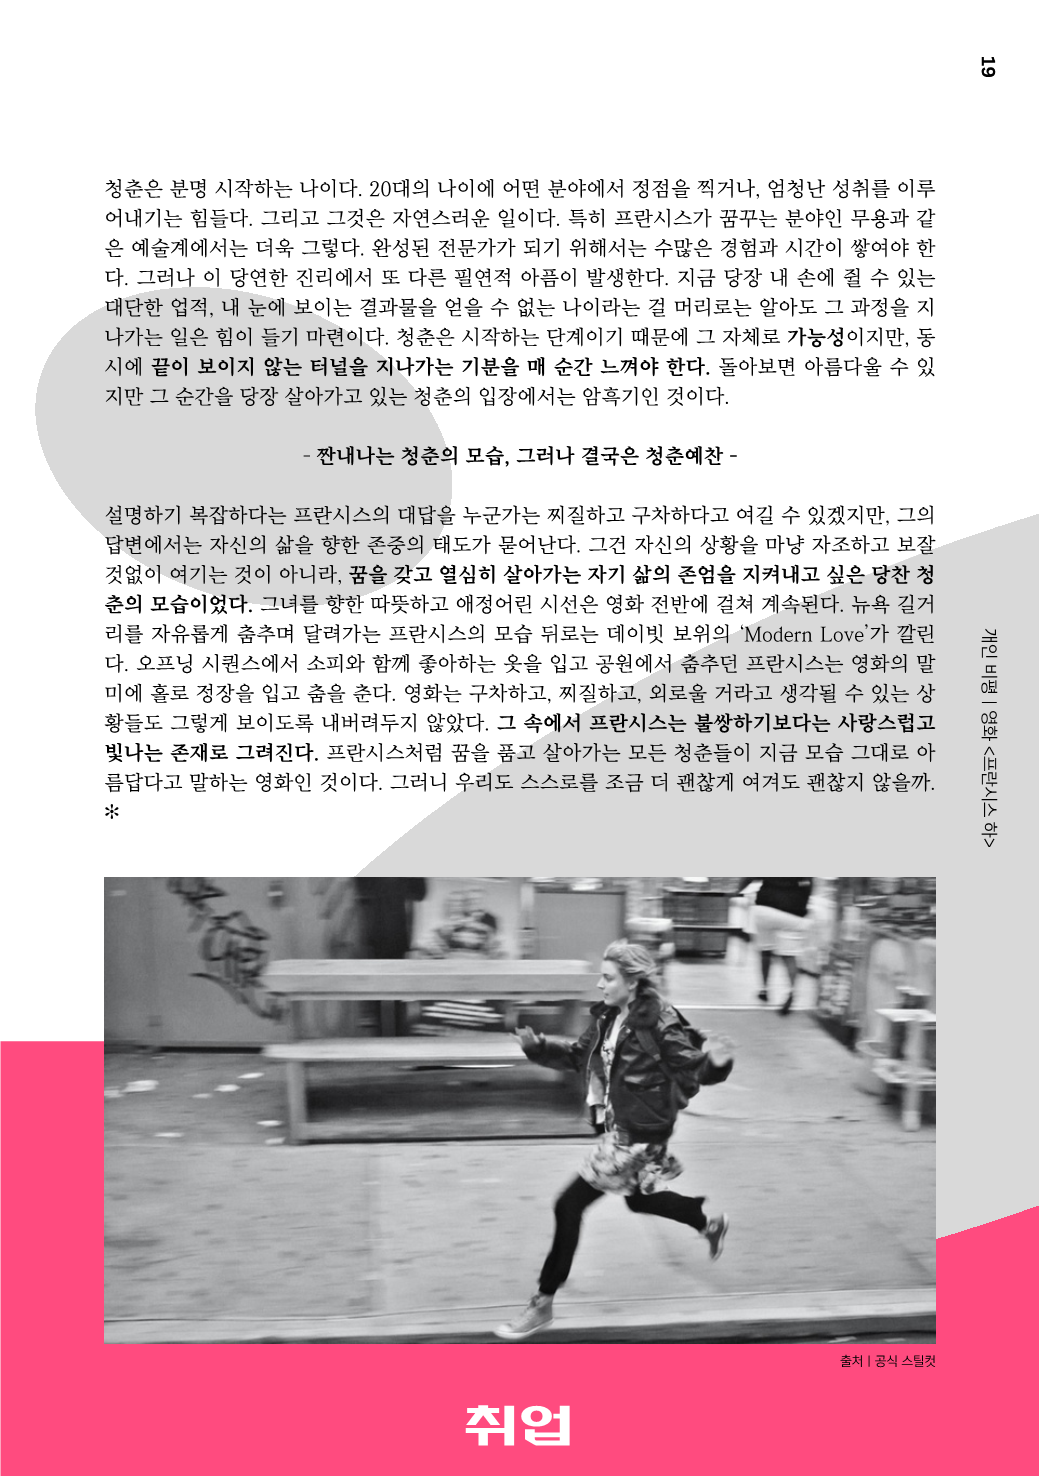 19
청춘은 분명 시작하는 나이다. 20대의 나이에 어떤 분야에서 정점을 찍거나, 엄청난 성취를 이루
어내기는 힘들다. 그리고 그것은 자연스러운 일이다. 특히 프란시스가 꿈꾸는 분야인 무용과 같
은 예술계에서는 더욱 그렇다. 완성된 전문가가 되기 위해서는 수많은 경험과 시간이 쌓여야 한
다. 그러나 이 당연한 진리에서 또 다른 필연적 아픔이 발생한다. 지금 당장 내 손에 쥘 수 있는
대단한 업적, 내 눈에 보이는 결과물을 얻을 수 없는 나이라는 걸 머리로는 알아도 그 과정을 지
나가는 일은 힘이 들기 마련이다. 청춘은 시작하는 단계이기 때문에 그 자체로 가능성이지만, 동
시에 끝이 보이지 않는 터널을 지나가는 기분을 매 순간 느껴야 한다. 돌아보면 아름다울 수 있
지만 그 순간을 당장 살아가고 있는 청춘의 입장에서는 암흑기인 것이다.
- 짠내나는 청춘의 모습, 그러나 결국은 청춘예찬 -
설명하기 복잡하다는 프란시스의 대답을 누군가는 찌질하고 구차하다고 여길 수 있겠지만, 그의
답변에서는 자신의 삶을 향한 존중의 태도가 묻어난다. 그건 자신의 상황을 마냥 자조하고 보잘
것없이 여기는 것이 아니라, 꿈을 갖고 열심히 살아가는 자기 삶의 존엄을 지켜내고 싶은 당찬 청
춘의 모습이었다. 그녀를 향한 따뜻하고 애정어린 시선은 영화 전반에 걸쳐 계속된다. 뉴욕 길거
리를 자유롭게 춤추며 달려가는 프란시스의 모습 뒤로는 데이빗 보위의 ‘Modern Love’가 깔린
다. 오프닝 시퀀스에서 소피와 함께 좋아하는 옷을 입고 공원에서 춤추던 프란시스는 영화의 말
미에 홀로 정장을 입고 춤을 춘다. 영화는 구차하고, 찌질하고, 외로울 거라고 생각될 수 있는 상
황들도 그렇게 보이도록 내버려두지 않았다. 그 속에서 프란시스는 불쌍하기보다는 사랑스럽고
빛나는 존재로 그려진다. 프란시스처럼 꿈을 품고 살아가는 모든 청춘들이 지금 모습 그대로 아
름답다고 말하는 영화인 것이다. 그러니 우리도 스스로를 조금 더 괜찮게 여겨도 괜찮지 않을까.
✻
개인 비평 | 영화 <프란시스 하>
출처 | 공식 스틸컷
취업